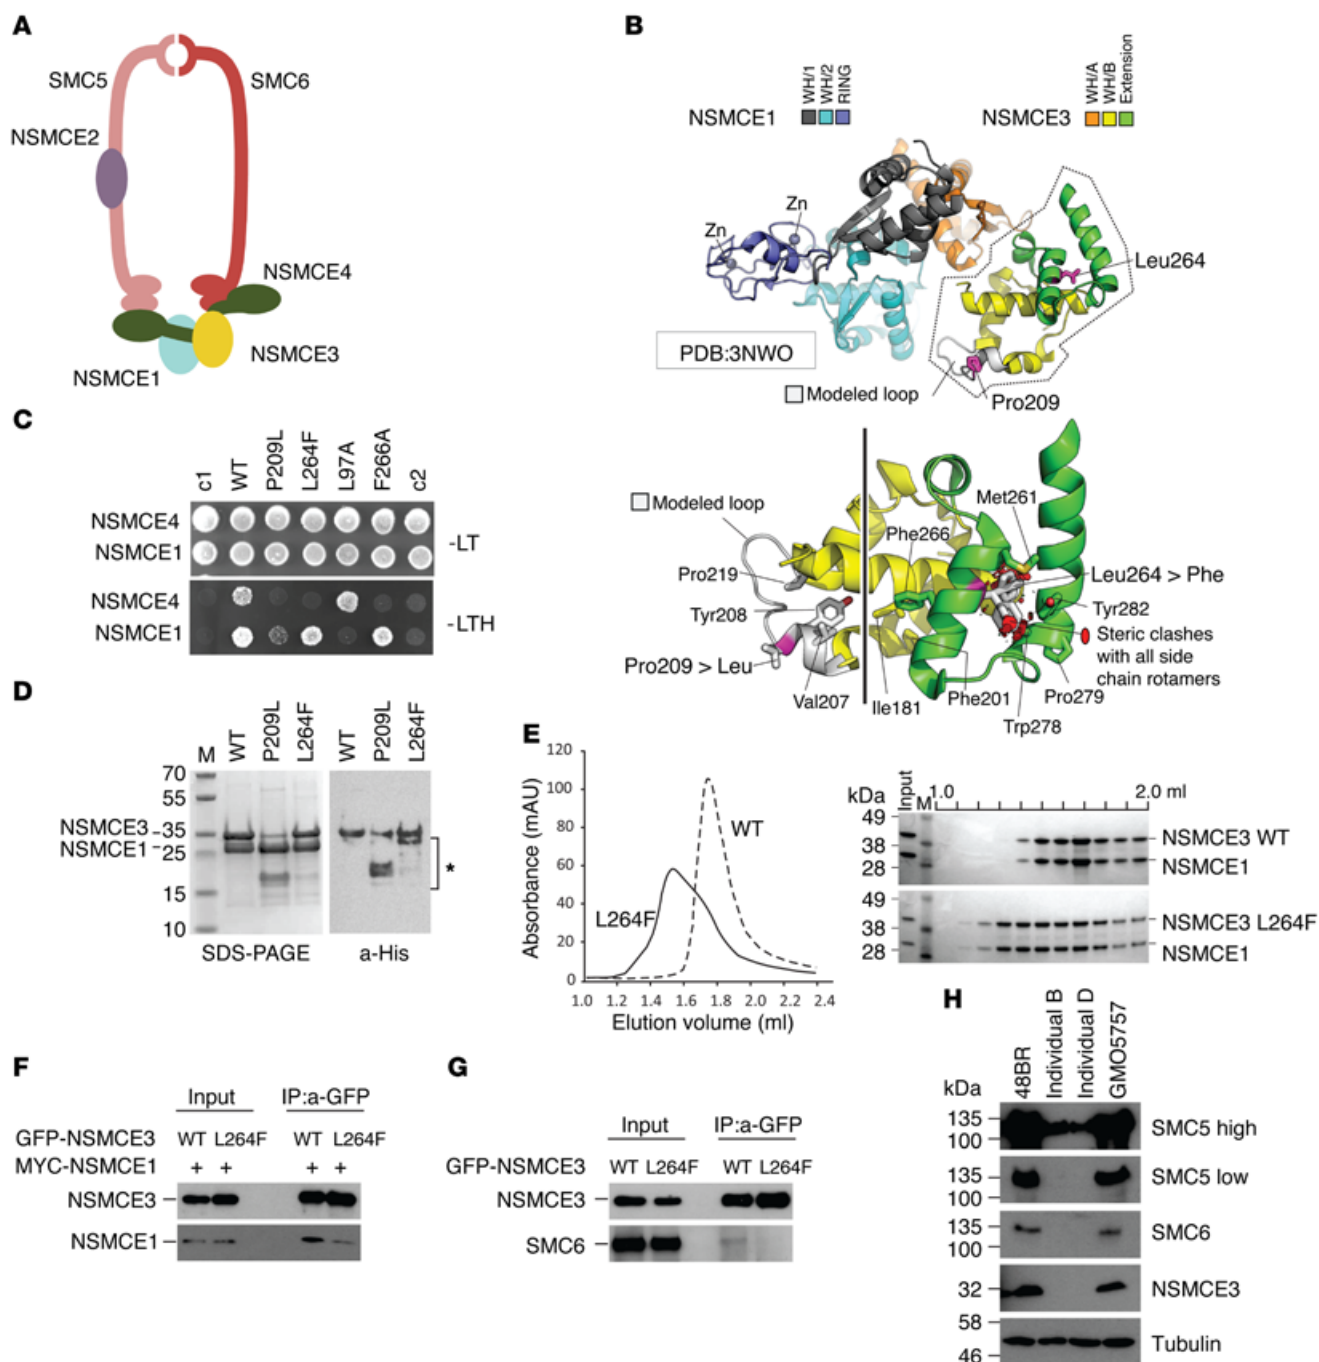 A
SMC5
SMC6
NSMCE2
NSMCE4
NSMCE3
NSMCE1
B
NSMCE1
WH/1
WH/2
RING
NSMCE3
WH/A
WH/B
Extension
Zn
Zn
Leu264
PDB:3NWO
Modeled loop
Pro209
Modeled loop
Met261
Phe266
Pro219
Leu264 > Phe
Tyr208
Tyr282
Steric clashes
with all side
chain rotamers
Pro209 > Leu
Val207
Ile181
Phe201
Pro279
Trp278
C
c1
WT
P209L
L264F
L97A
F266A
c2
NSMCE4
NSMCE1
-LT
NSMCE4
NSMCE1
-LTH
D
M
WT
P209L
L264F
WT
P209L
L264F
70
55
NSMCE3
35
NSMCE1
25
15
10
*
SDS-PAGE
a-His
E
120
100
80
60
40
20
0
Absorbance (mAU)
WT
L264F
1.0 1.2 1.4 1.6 1.8 2.0 2.2 2.4
Elution volume (ml)
kDa
Input
M
1.0
2.0 ml
49
38
28
NSMCE3 WT
NSMCE1
49
38
28
NSMCE3 L264F
NSMCE1
F
Input
IP:a-GFP
GFP-NSMCE3
WT L264F
WT L264F
MYC-NSMCE1
+ +
+ +
NSMCE3
NSMCE1
G
Input
IP:a-GFP
GFP-NSMCE3
WT L264F
WT L264F
NSMCE3
SMC6
H
kDa
48BR
Individual B
Individual D
GMO5757
135
100
SMC5 high
135
100
SMC5 low
135
100
SMC6
32
NSMCE3
58
46
Tubulin